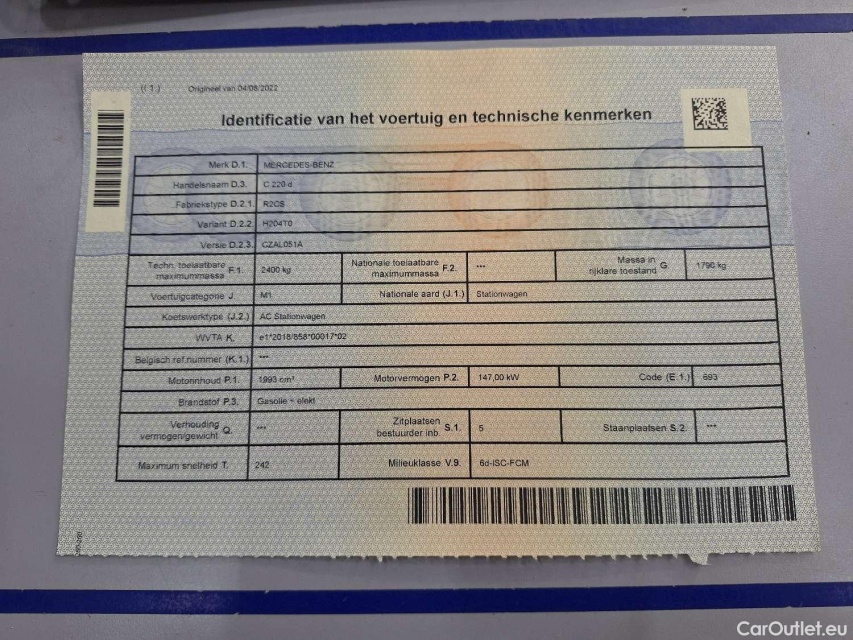 (( 1 ) Origineel van 04/08/2022
Identificatie van het voertuig en technische kenmerken
Merk D.1. MERCEDES-BENZ
Handelsnaam D.3. C 220 d
Fabriekstype D.2.1. R2CS
Variant D.2.2. H204T0
Versie D.2.3. CZAL051A
Techn. toelaatbare maximummassa F.1. 2400 kg Nationale toelaatbare maximummassa F.2. --- Massa in rijklare toestand G. 1790 kg
Voertuigcategorie J. M1 Nationale aard (J.1.) Stationwagen
Koetswerktype (J.2.) AC Stationwagen
WVTA K. e1*2018/858*00017*02
Belgisch ref.nummer (K.1.) ---
Motorinhoud P.1. 1993 cm³ Motorvermogen P.2. 147,00 kW Code (E.1.) 693
Brandstof P.3. Gasolie + elekt
Verhouding vermogen/gewicht Q. --- Zitplaatsen bestuurder inb. S.1. 5 Staanplaatsen S.2. ---
Maximum snelheid T. 242 Milieuklasse V.9. 6d-ISC-FCM
CarOutlet.eu